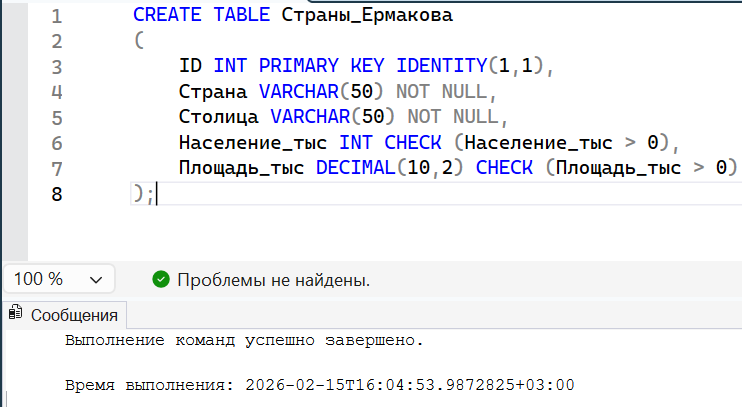 1 CREATE TABLE Страны_Ермакова
2 (
3 ID INT PRIMARY KEY IDENTITY(1,1),
4 Страна VARCHAR(50) NOT NULL,
5 Столица VARCHAR(50) NOT NULL,
6 Население_тыс INT CHECK (Население_тыс > 0),
7 Площадь_тыс DECIMAL(10,2) CHECK (Площадь_тыс > 0)
8 );
100 % Проблемы не найдены.
Сообщения
Выполнение команд успешно завершено.
Время выполнения: 2026-02-15T16:04:53.9872825+03:00